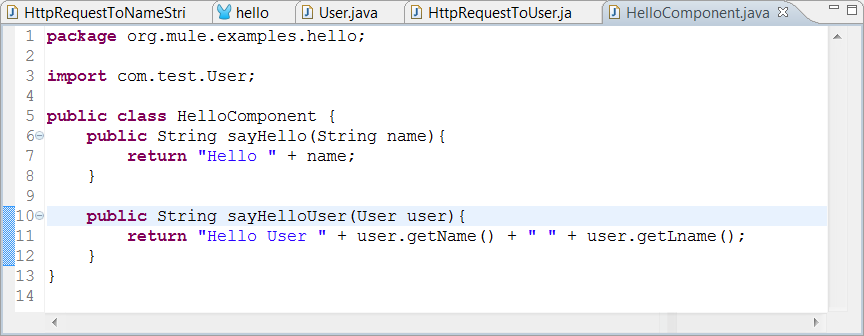 HttpRequestToNameStri hello User.java HttpRequestToUser.ja HelloComponent.java
1 package org.mule.examples.hello;
2
3 import com.test.User;
4
5 public class HelloComponent {
6     public String sayHello(String name){
7         return "Hello " + name;
8     }
9
10     public String sayHelloUser(User user){
11         return "Hello User " + user.getName() + " " + user.getLname();
12     }
13 }
14